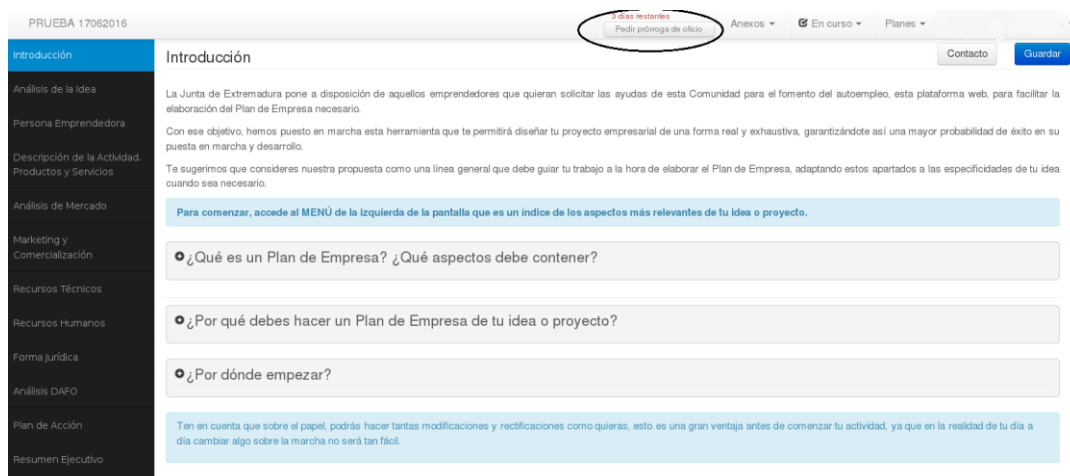 PRUEBA 17062016
3 días restantes
Pedir prórroga de oficio
Anexos
En curso
Planes
Introducción
Análisis de la Idea
Persona Emprendedora
Descripción de la Actividad.
Productos y Servicios
Análisis de Mercado
Marketing y
Comercialización
Recursos Técnicos
Recursos Humanos
Forma Jurídica
Análisis DAFO
Plan de Acción
Resumen Ejecutivo
Introducción
Contacto
Guardar
La Junta de Extremadura pone a disposición de aquellos emprendedores que quieran solicitar las ayudas de esta Comunidad para el fomento del autoempleo, esta plataforma web, para facilitar la
elaboración del Plan de Empresa necesario.
Con ese objetivo, hemos puesto en marcha esta herramienta que te permitirá diseñar tu proyecto empresarial de una forma real y exhaustiva, garantizándote así una mayor probabilidad de éxito en su
puesta en marcha y desarrollo.
Te sugerimos que consideres nuestra propuesta como una línea general que debe guiar tu trabajo a la hora de elaborar el Plan de Empresa, adaptando estos apartados a las especificidades de tu idea
cuando sea necesario.
Para comenzar, accede al MENÚ de la izquierda de la pantalla que es un índice de los aspectos más relevantes de tu idea o proyecto.
¿Qué es un Plan de Empresa? ¿Qué aspectos debe contener?
¿Por qué debes hacer un Plan de Empresa de tu idea o proyecto?
¿Por dónde empezar?
Ten en cuenta que sobre el papel, podrás hacer tantas modificaciones y rectificaciones como quieras, esto es una gran ventaja antes de comenzar tu actividad, ya que en la realidad de tu día a
día cambiar algo sobre la marcha no será tan fácil.